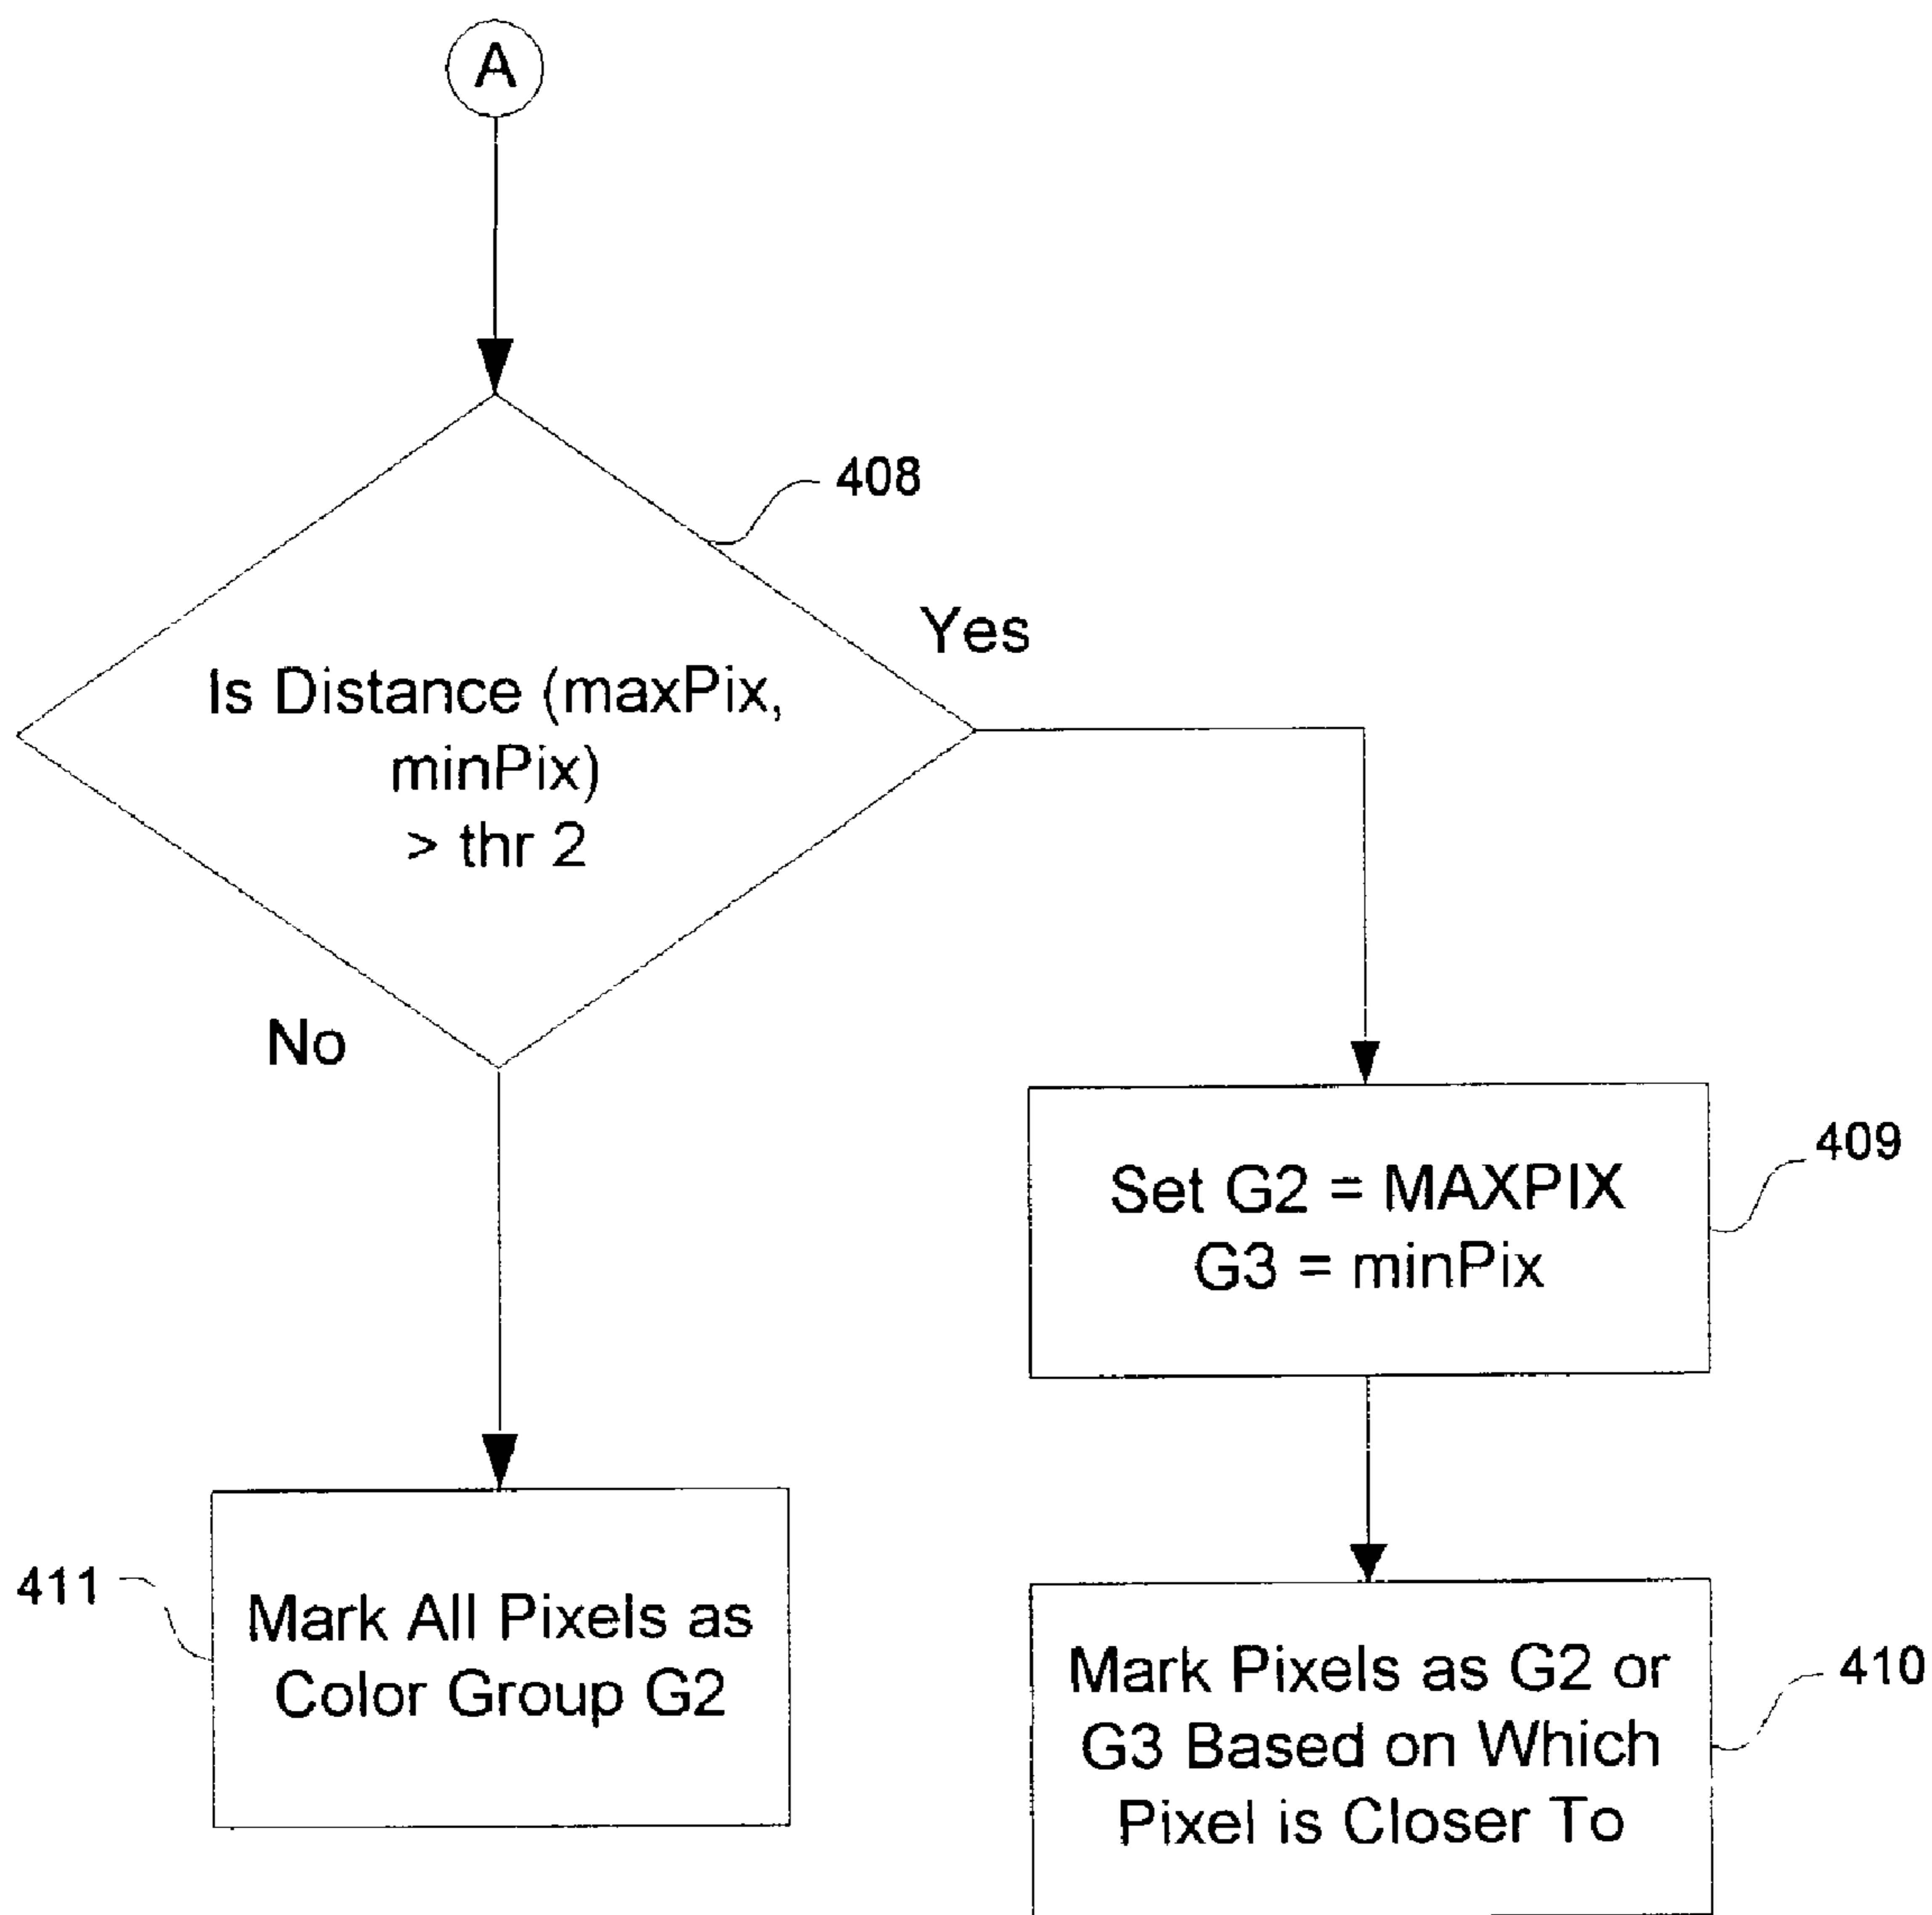 A
408
Yes
Is Distance (maxPix,
minPix)
> thr 2
No
409
Set G2 = MAXPIX
G3 = minPix
411
Mark All Pixels as
Color Group G2
410
Mark Pixels as G2 or
G3 Based on Which
Pixel is Closer To